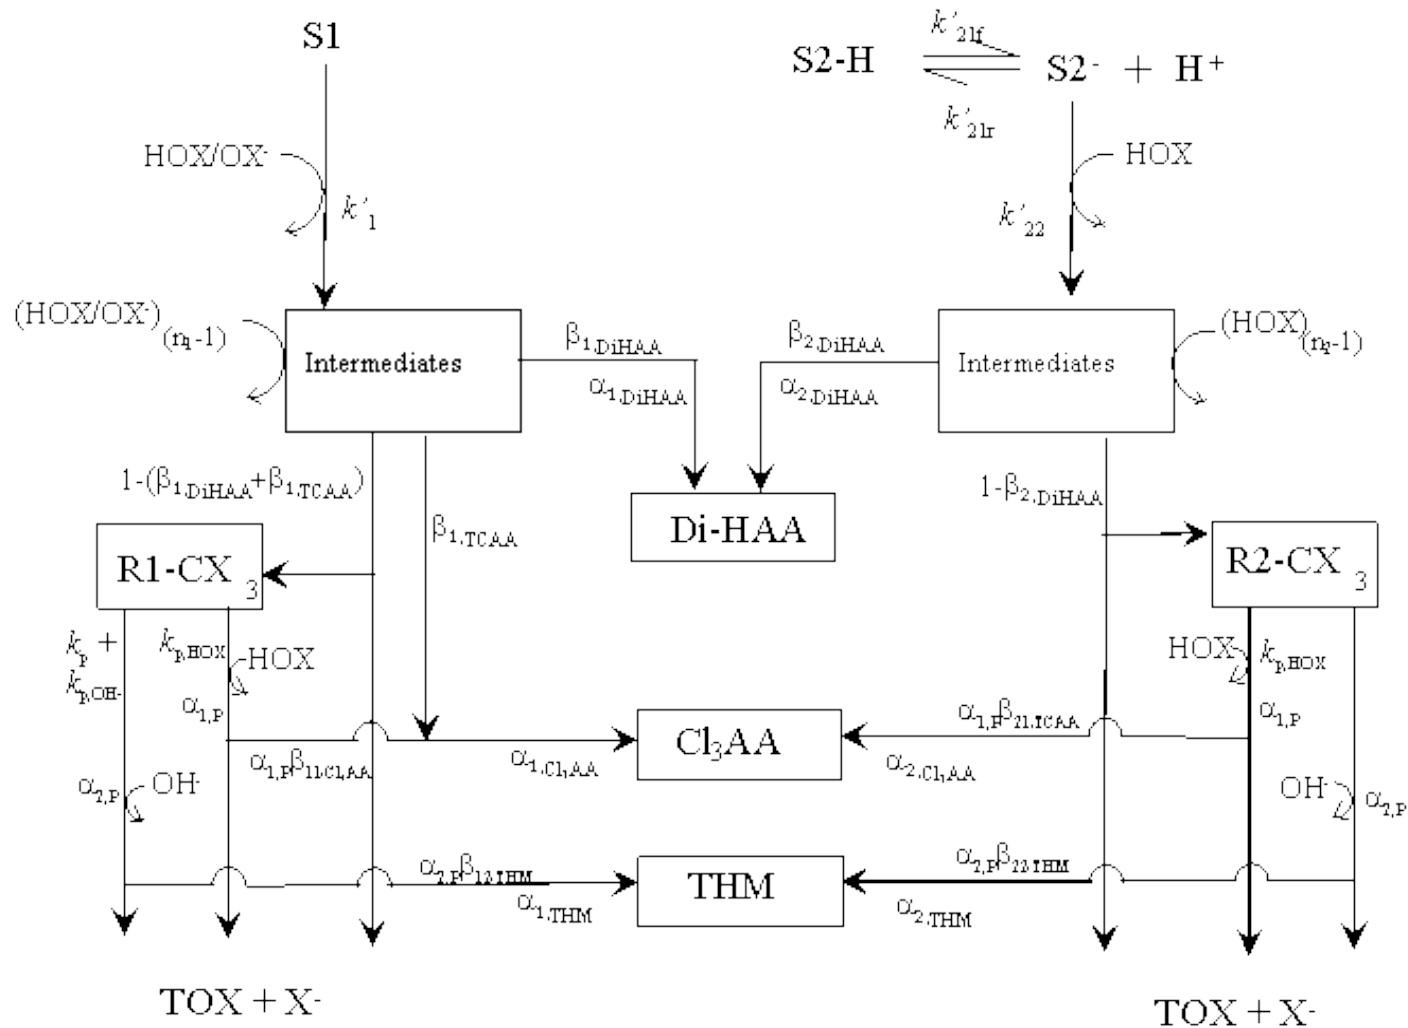 S1
k'21f
S2-H
S2- + H+
k'21r
HOX/OX-
HOX
k'1
k'22
(HOX/OX-)(n1-1)
(HOX)(n2-1)
Intermediates
β1,DiHAA
α1,DiHAA
β2,DiHAA
α2,DiHAA
Intermediates
1-(β1,DiHAA+β1,TCAA)
β1,TCAA
Di-HAA
1-β2,DiHAA
R1-CX3
R2-CX3
kp +
kp,OH-
kp,HOX
HOX
α1,P
HOX
kp,HOX
α1,P
α1,Pβ11,Cl3AA
α1,Cl3AA
Cl3AA
α1,Pβ21,TCAA
α2,Cl3AA
α2,P
OH-
OH-
α2,P
α2,Pβ12,THM
α1,THM
THM
α2,Pβ22,THM
α2,THM
TOX + X-
TOX + X-